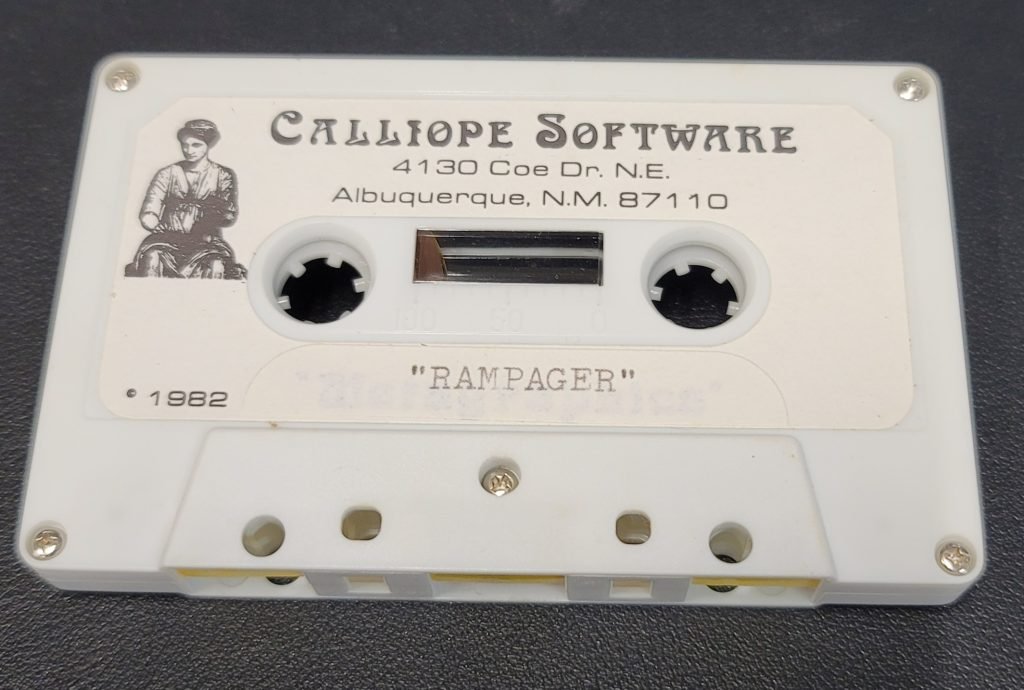 CALLIOPE SOFTWARE
4130 Coe Dr. N.E.
Albuquerque, N.M. 87110
100 50 0
"RAMPAGER"
© 1982